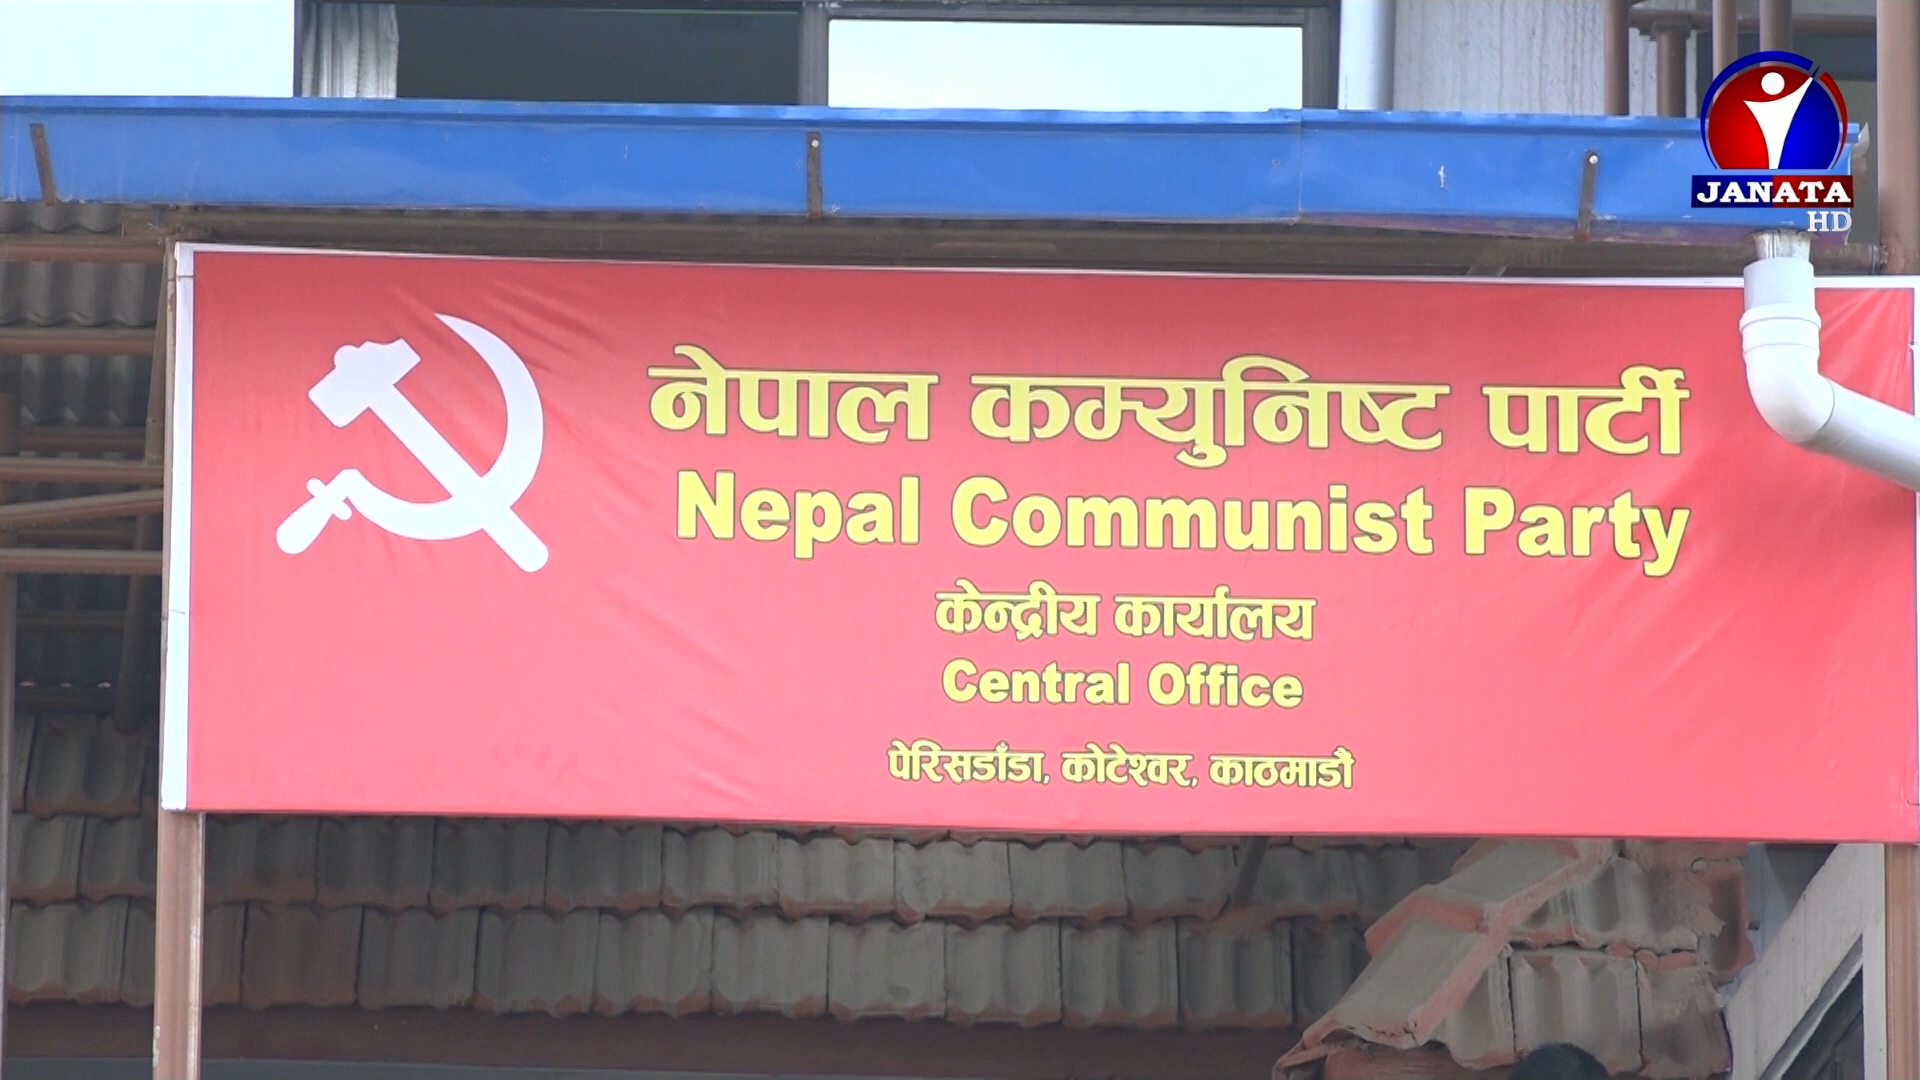 JANATA
HD
नेपाल कम्युनिष्ट पार्टी
Nepal Communist Party
केन्द्रीय कार्यालय
Central Office
पेरिसडाँडा, कोटेश्वर, काठमाडौं